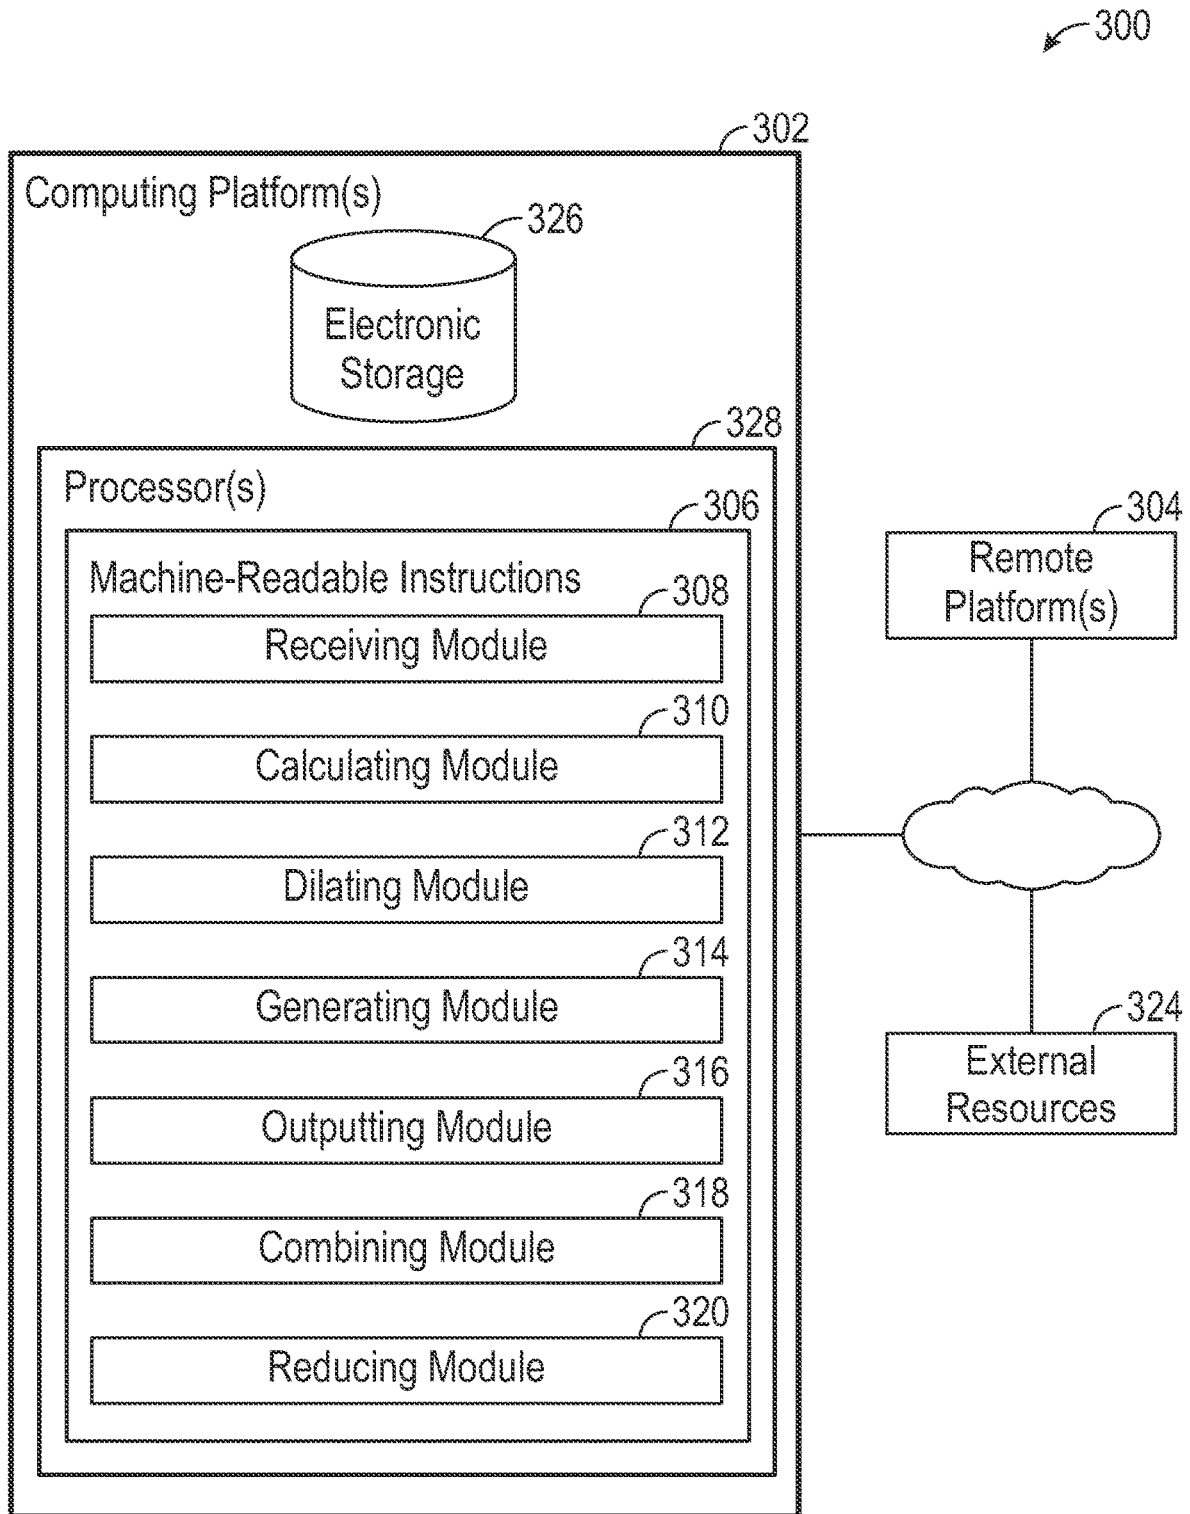 300
302
Computing Platform(s)
326
Electronic
Storage
328
Processor(s)
306
Machine-Readable Instructions
308
Receiving Module
310
Calculating Module
312
Dilating Module
314
Generating Module
316
Outputting Module
318
Combining Module
320
Reducing Module
304
Remote
Platform(s)
324
External
Resources